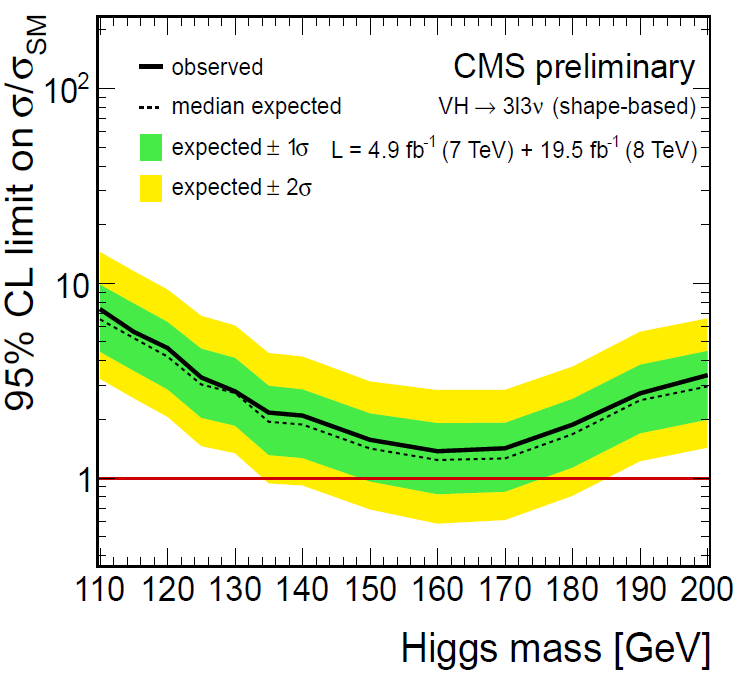 95% CL limit on σ/σSM
10²
10
1
observed
median expected
expected ± 1σ
expected ± 2σ
CMS preliminary
VH → 3l3ν (shape-based)
L = 4.9 fb⁻¹ (7 TeV) + 19.5 fb⁻¹ (8 TeV)
110 120 130 140 150 160 170 180 190 200
Higgs mass [GeV]